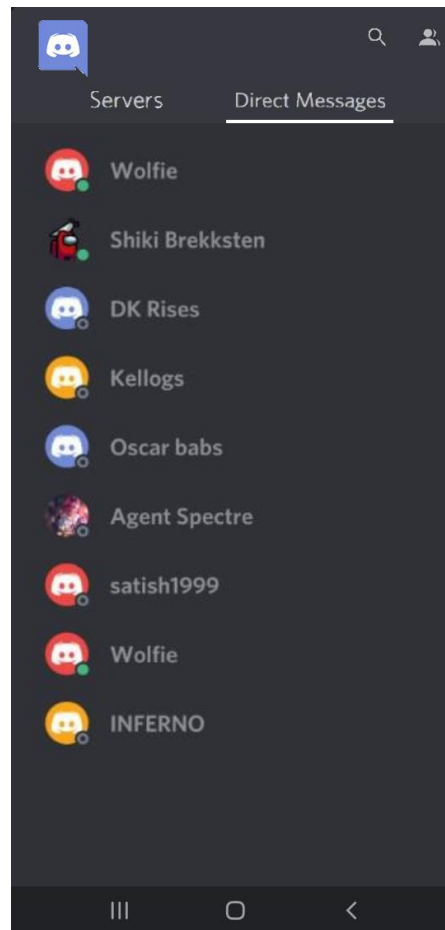 Servers
Direct Messages
Wolfie
Shiki Brekksten
DK Rises
Kellogs
Oscar babs
Agent Spectre
satish1999
Wolfie
INFERNO